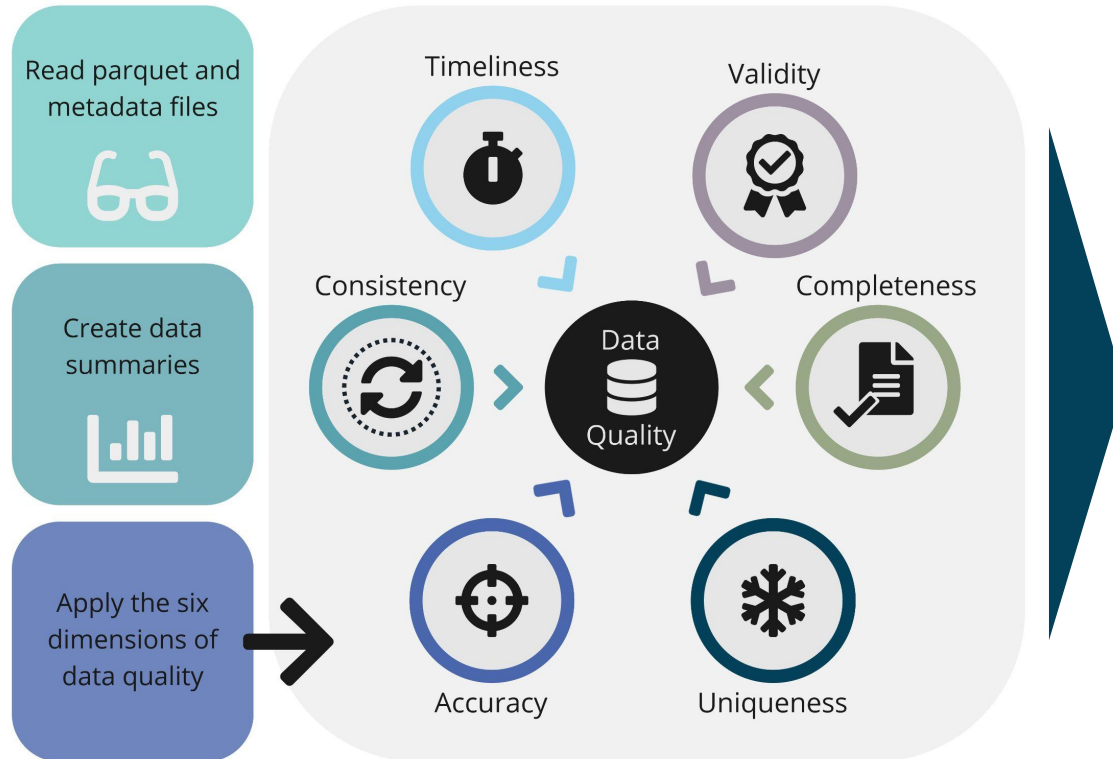 Read parquet and
metadata files
Create data
summaries
Apply the six
dimensions of
data quality
Timeliness
Validity
Consistency
Completeness
Data
Quality
Accuracy
Uniqueness